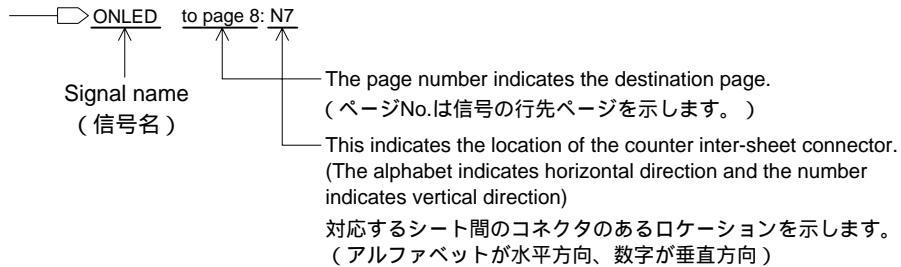 ONLED to page 8: N7
The page number indicates the destination page.
Signal name
（ページNo.は信号の行先ページを示します。）
（信号名）
This indicates the location of the counter inter-sheet connector.
(The alphabet indicates horizontal direction and the number
indicates vertical direction)
対応するシート間のコネクタのあるロケーションを示します。
（アルファベットが水平方向、数字が垂直方向）